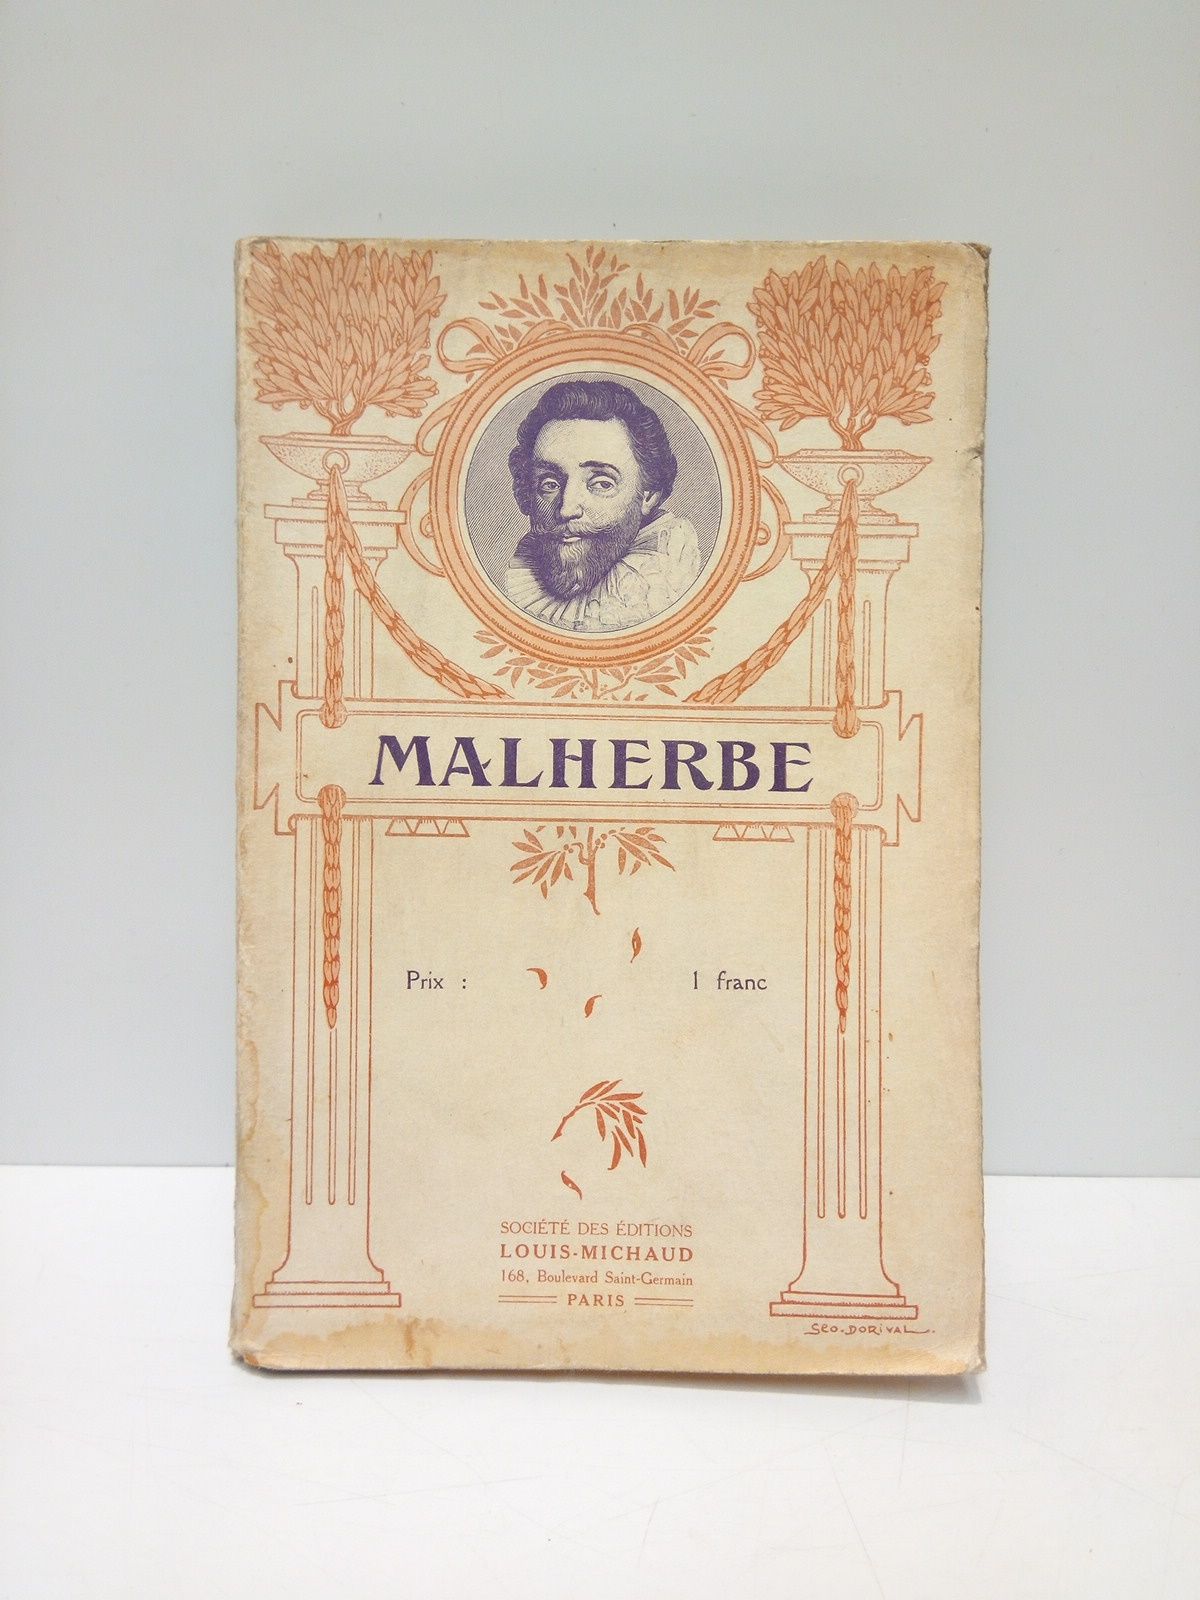 MALHERBE
Prix : 1 franc
SOCIÉTÉ DES ÉDITIONS
LOUIS-MICHAUD
168, Boulevard Saint-Germain
PARIS
GEO-DORIVAL.